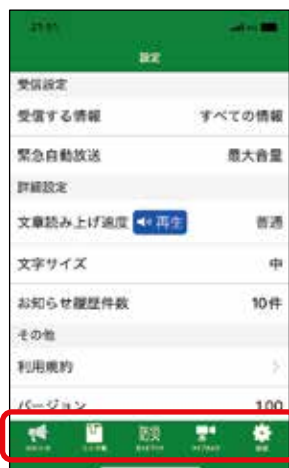 設定
受信設定
受信する情報 すべての情報
緊急自動放送 最大音量
詳細設定
文章読み上げ速度 再生 普通
文字サイズ 中
お知らせ履歴件数 10件
その他
利用規約
バージョン 1.00
防災